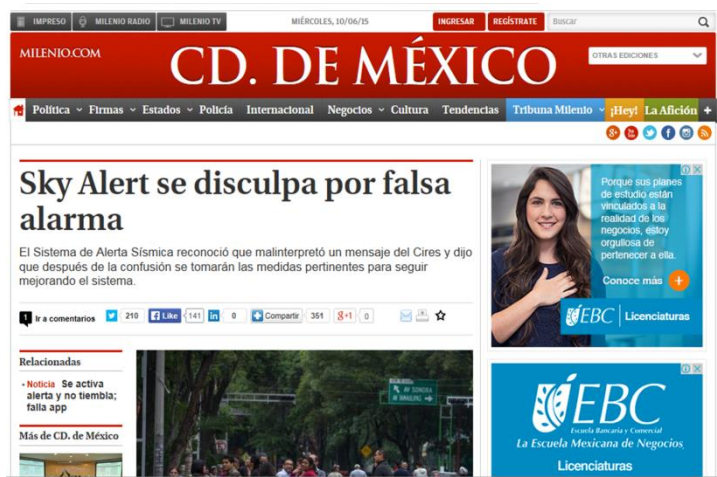 IMPRESO MILENIO RADIO MILENIO TV MIÉRCOLES, 10/06/15 INGRESAR REGÍSTRATE Buscar
MILENIO.COM
CD. DE MÉXICO
OTRAS EDICIONES
Política Firmas Estados Policía Internacional Negocios Cultura Tendencias Tribuna Milenio ¡Hey! La Afición +
Sky Alert se disculpa por falsa
alarma
El Sistema de Alerta Sísmica reconoció que malinterpretó un mensaje del Cires y dijo
que después de la confusión se tomarán las medidas pertinentes para seguir
mejorando el sistema.
1 Ir a comentarios 210 Like 141 in 0 Compartir 351 g+1 0
Relacionadas
Noticia Se activa
alerta y no tiembla;
falla app
Más de CD. de México
AV SONORA
Porque sus planes
de estudio están
vinculados a la
realidad de los
negocios, estoy
orgullosa de
pertenecer a ella.
Conoce más +
EBC Licenciaturas
EBC
Escuela Bancaria y Comercial
La Escuela Mexicana de Negocios
Licenciaturas